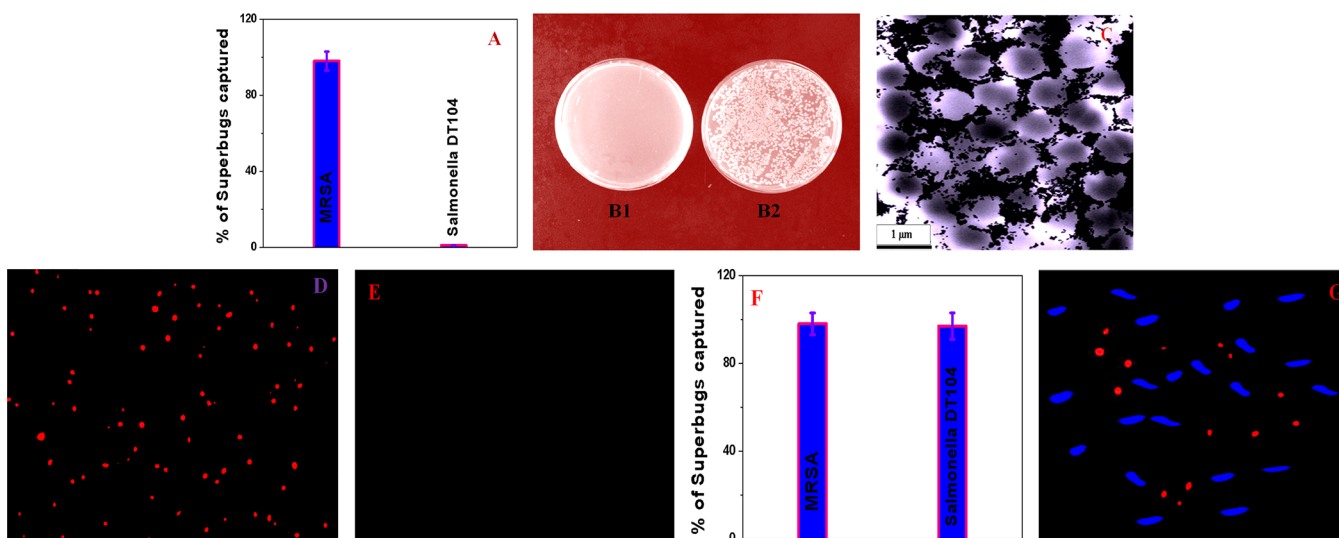 % of Superbugs captured
120
80
40
0
A
MRSA
Salmonella DT104
B1
B2
C
1 μm
D
E
% of Superbugs captured
120
80
40
0
F
MRSA
Salmonella DT104